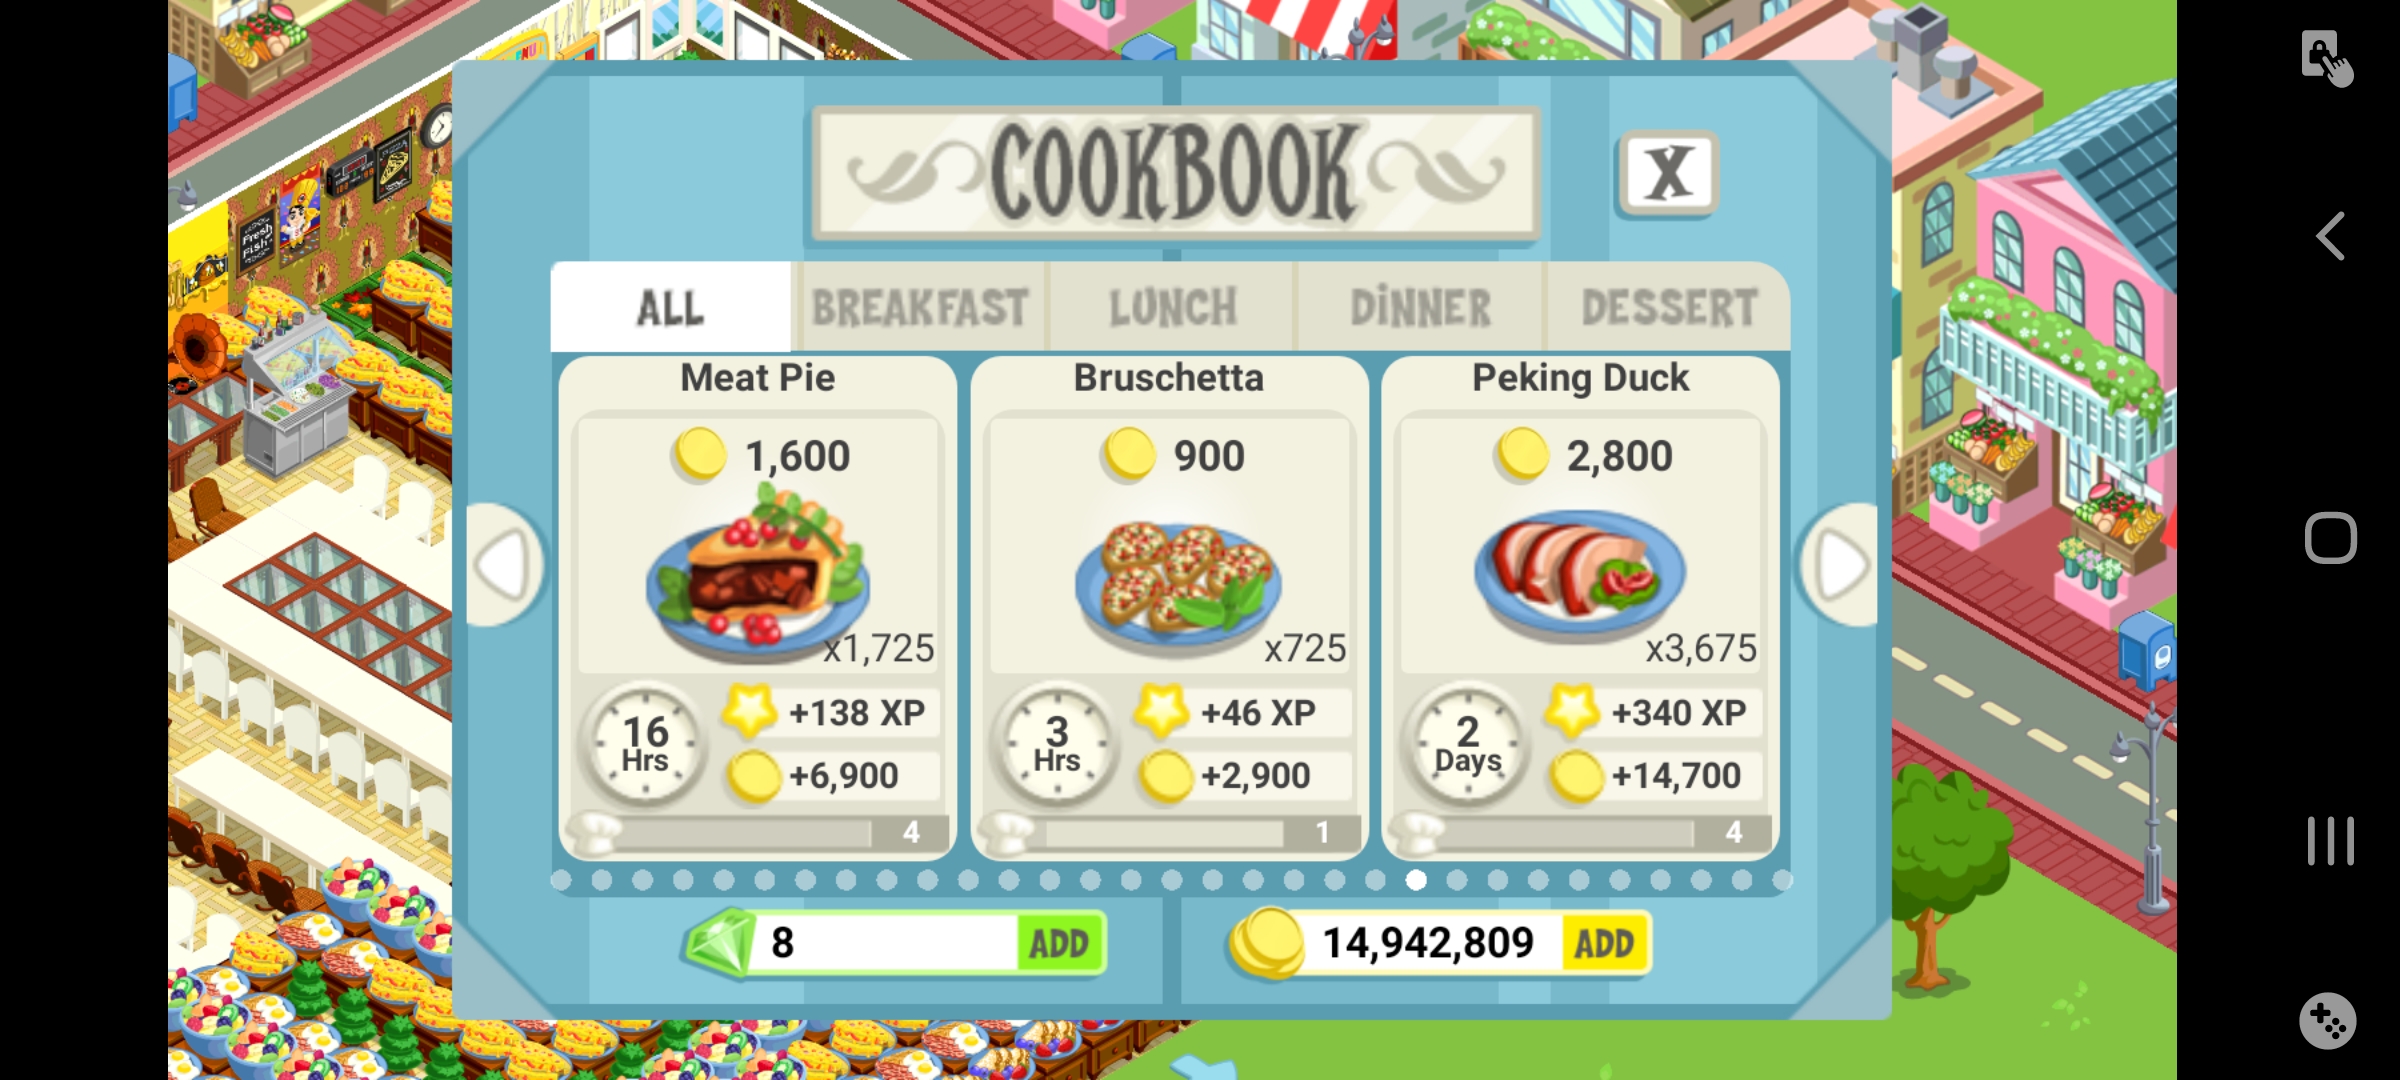 COOKBOOK
X
ALL
BREAKFAST
LUNCH
DINNER
DESSERT
Meat Pie
1,600
x1,725
16
Hrs
+138 XP
+6,900
4
Bruschetta
900
x725
3
Hrs
+46 XP
+2,900
1
Peking Duck
2,800
x3,675
2
Days
+340 XP
+14,700
4
8
ADD
14,942,809
ADD
Fresh
Fish